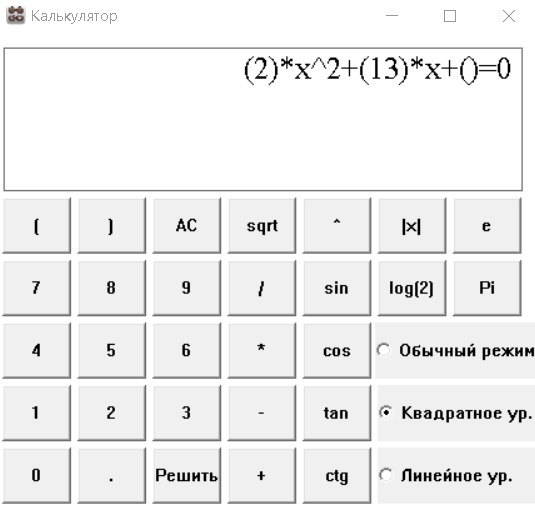 Калькулятор
(2)*x^2+(13)*x+()=0
( ) AC sqrt ^ |x| e
7 8 9 / sin log(2) Pi
4 5 6 * cos Обычный режим
1 2 3 - tan Квадратное ур.
0 . Решить + ctg Линейное ур.